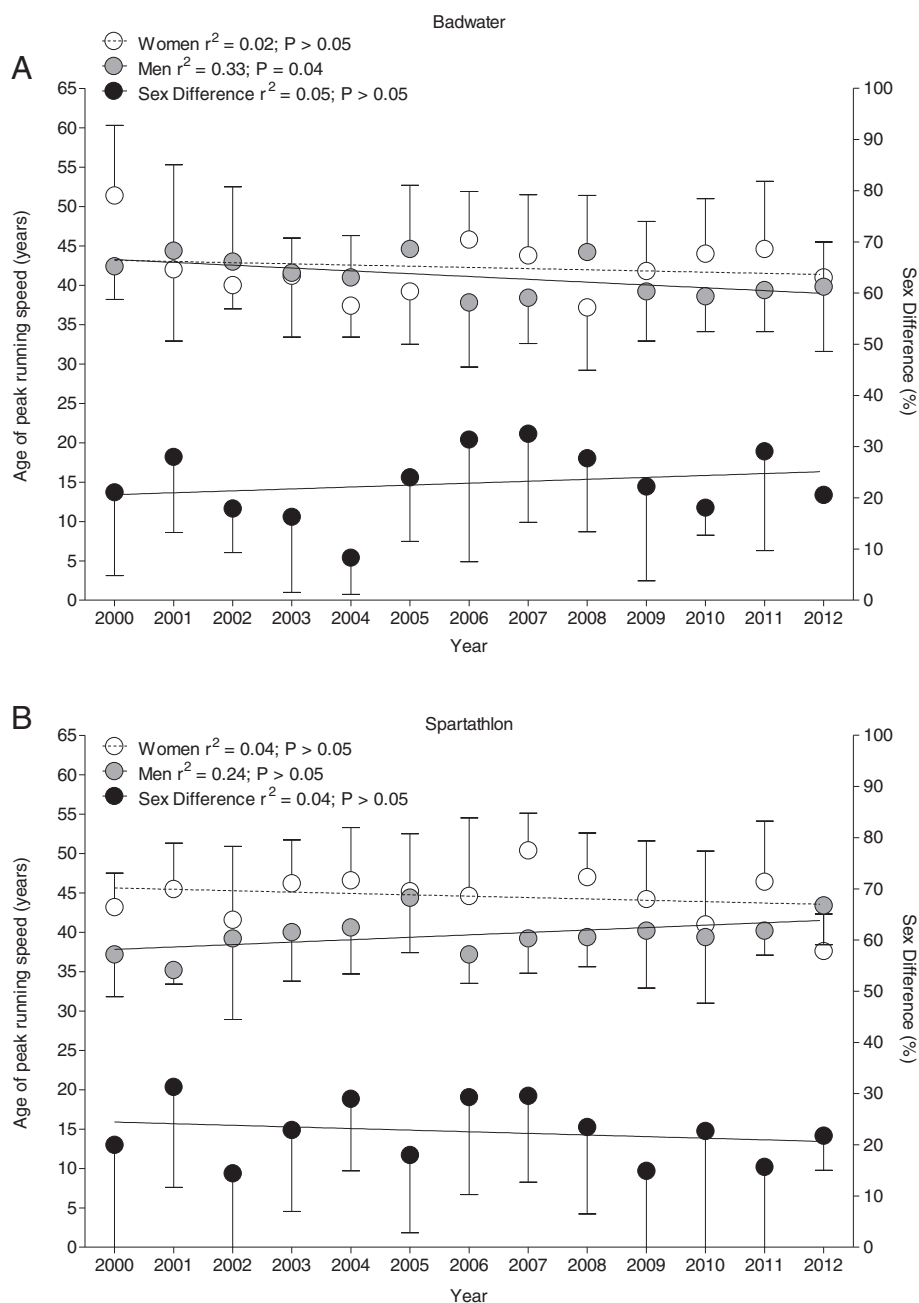 Badwater
A
Women r² = 0.02; P > 0.05
Men r² = 0.33; P = 0.04
Sex Difference r² = 0.05; P > 0.05
65
60
55
50
45
40
35
30
25
20
15
10
5
0
Age of peak running speed (years)
100
90
80
70
60
50
40
30
20
10
0
Sex Difference (%)
2000 2001 2002 2003 2004 2005 2006 2007 2008 2009 2010 2011 2012
Year
B
Spartathlon
Women r² = 0.04; P > 0.05
Men r² = 0.24; P > 0.05
Sex Difference r² = 0.04; P > 0.05
65
60
55
50
45
40
35
30
25
20
15
10
5
0
Age of peak running speed (years)
100
90
80
70
60
50
40
30
20
10
0
Sex Difference (%)
2000 2001 2002 2003 2004 2005 2006 2007 2008 2009 2010 2011 2012
Year